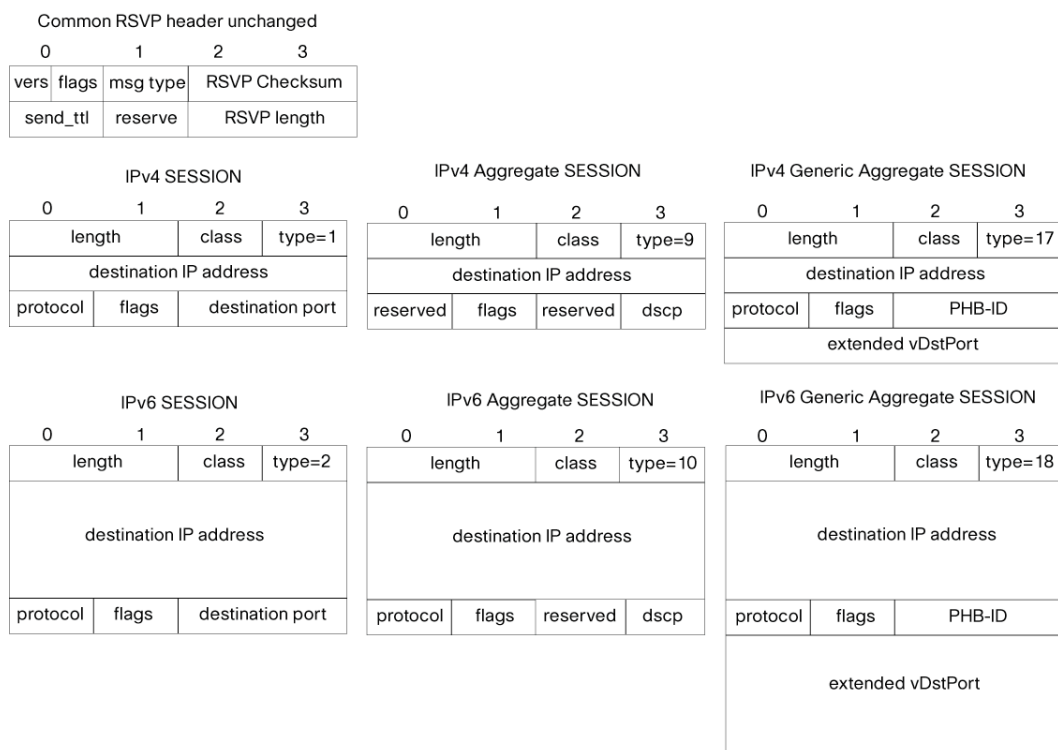 Common RSVP header unchanged
0 1 2 3
vers flags msg type RSVP Checksum
send_ttl reserve RSVP length
IPv4 SESSION
0 1 2 3
length class type=1
destination IP address
protocol flags destination port
IPv4 Aggregate SESSION
0 1 2 3
length class type=9
destination IP address
reserved flags reserved dscp
IPv4 Generic Aggregate SESSION
0 1 2 3
length class type=17
destination IP address
protocol flags PHB-ID
extended vDstPort
IPv6 SESSION
0 1 2 3
length class type=2
destination IP address
protocol flags destination port
IPv6 Aggregate SESSION
0 1 2 3
length class type=10
destination IP address
protocol flags reserved dscp
IPv6 Generic Aggregate SESSION
0 1 2 3
length class type=18
destination IP address
protocol flags PHB-ID
extended vDstPort